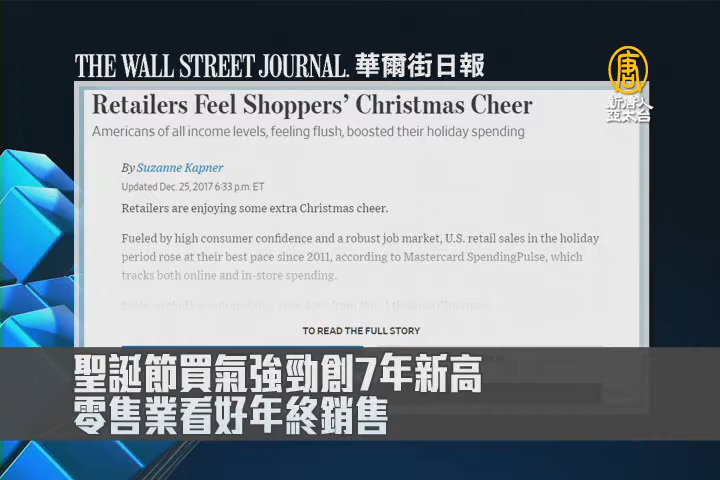 THE WALL STREET JOURNAL. 華爾街日報
唐
新唐人
亞太台
Retailers Feel Shoppers' Christmas Cheer
Americans of all income levels, feeling flush, boosted their holiday spending
By Suzanne Kapner
Updated Dec. 25, 2017 6:33 p.m. ET
Retailers are enjoying some extra Christmas cheer.
Fueled by high consumer confidence and a robust job market, U.S. retail sales in the holiday
period rose at their best pace since 2011, according to Mastercard SpendingPulse, which
tracks both online and in-store spending.
TO READ THE FULL STORY
聖誕節買氣強勁創7年新高
零售業看好年終銷售